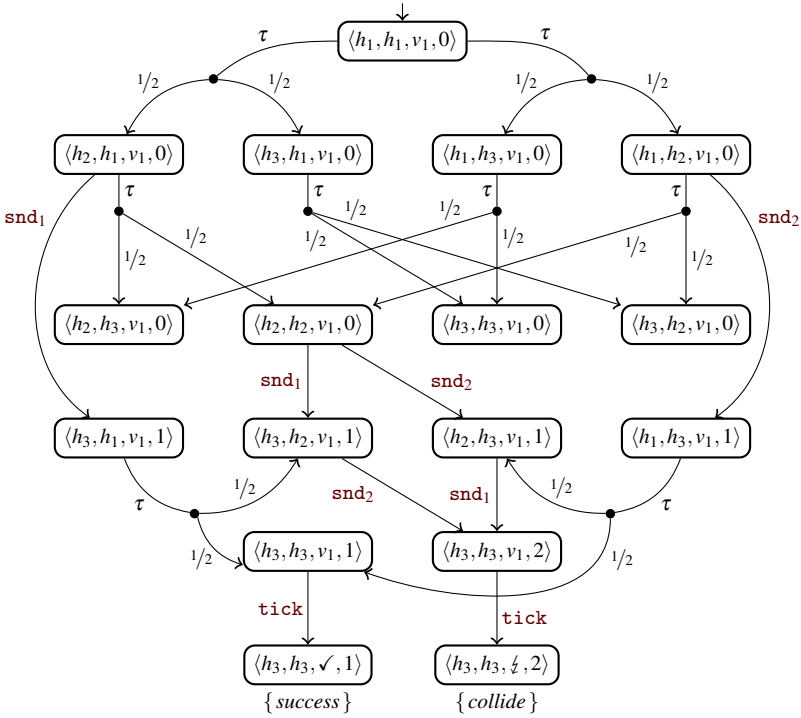 ⟨h₁,h₁,v₁,0⟩
τ τ
1/2 1/2 1/2 1/2
⟨h₂,h₁,v₁,0⟩ ⟨h₃,h₁,v₁,0⟩ ⟨h₁,h₃,v₁,0⟩ ⟨h₁,h₂,v₁,0⟩
τ τ τ τ
snd₁ 1/2 1/2 snd₂
1/2 1/2 1/2 1/2 1/2 1/2
⟨h₂,h₃,v₁,0⟩ ⟨h₂,h₂,v₁,0⟩ ⟨h₃,h₃,v₁,0⟩ ⟨h₃,h₂,v₁,0⟩
snd₁ snd₂
⟨h₃,h₁,v₁,1⟩ ⟨h₃,h₂,v₁,1⟩ ⟨h₂,h₃,v₁,1⟩ ⟨h₁,h₃,v₁,1⟩
τ 1/2 snd₂ snd₁ 1/2 τ
1/2 ⟨h₃,h₃,v₁,1⟩ ⟨h₃,h₃,v₁,2⟩ 1/2
tick tick
⟨h₃,h₃,✓,1⟩ ⟨h₃,h₃,↯,2⟩
{success} {collide}